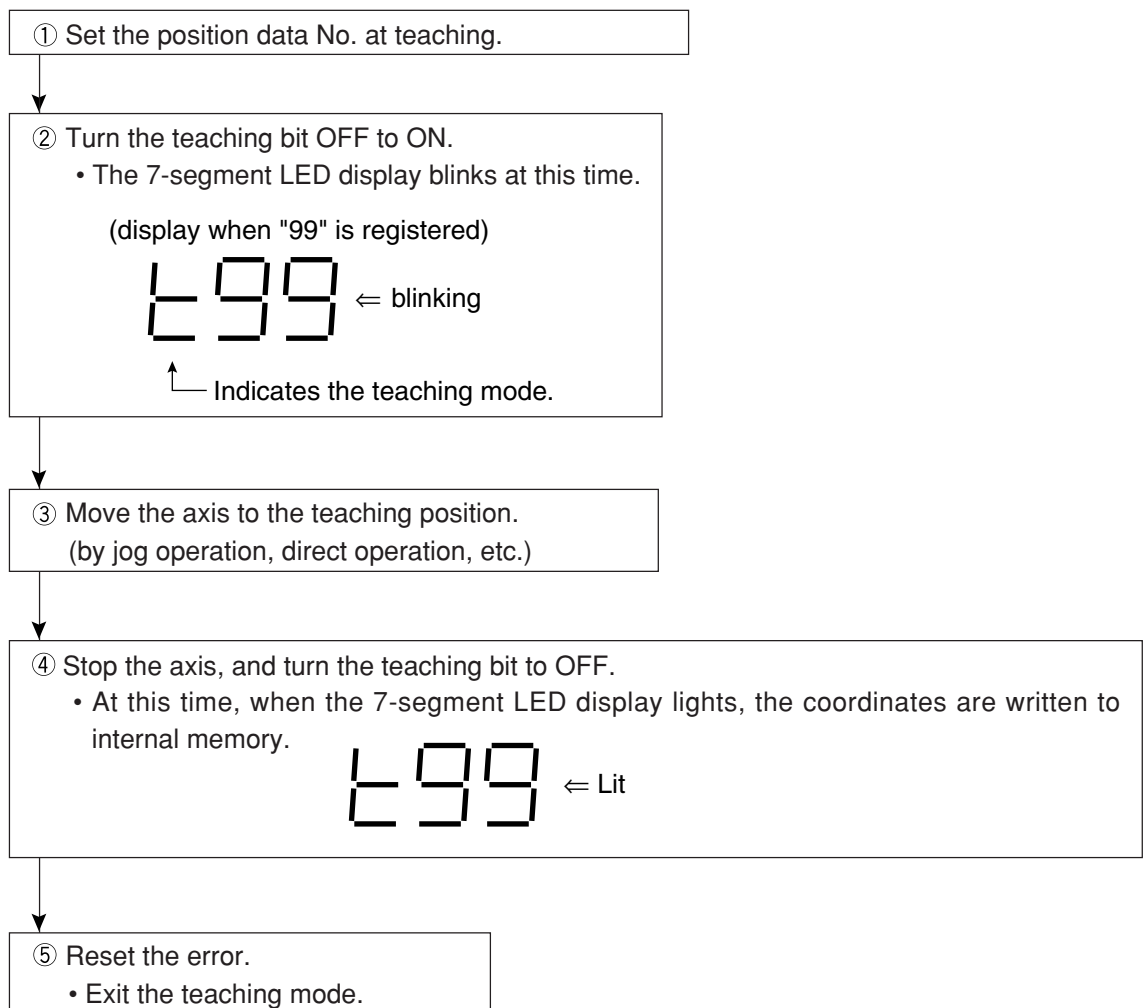 ① Set the position data No. at teaching.
② Turn the teaching bit OFF to ON.
• The 7-segment LED display blinks at this time.
(display when "99" is registered)
t99 ⇐ blinking
Indicates the teaching mode.
③ Move the axis to the teaching position.
(by jog operation, direct operation, etc.)
④ Stop the axis, and turn the teaching bit to OFF.
• At this time, when the 7-segment LED display lights, the coordinates are written to
internal memory.
t99 ⇐ Lit
⑤ Reset the error.
• Exit the teaching mode.